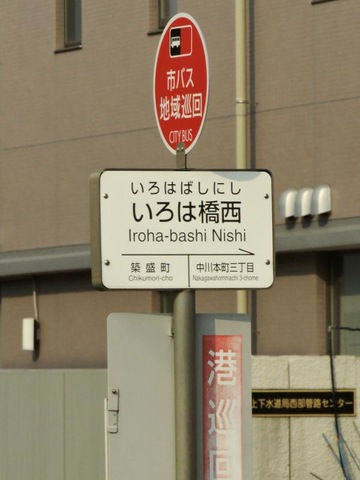 市バス
地域巡回
CITY BUS
いろはばしにし
いろは橋西
Iroha-bashi Nishi
築盛町
Chikumori-cho
中川本町三丁目
Nakagawahommachi 3-chome
港巡回
上下水道局西部管路センター